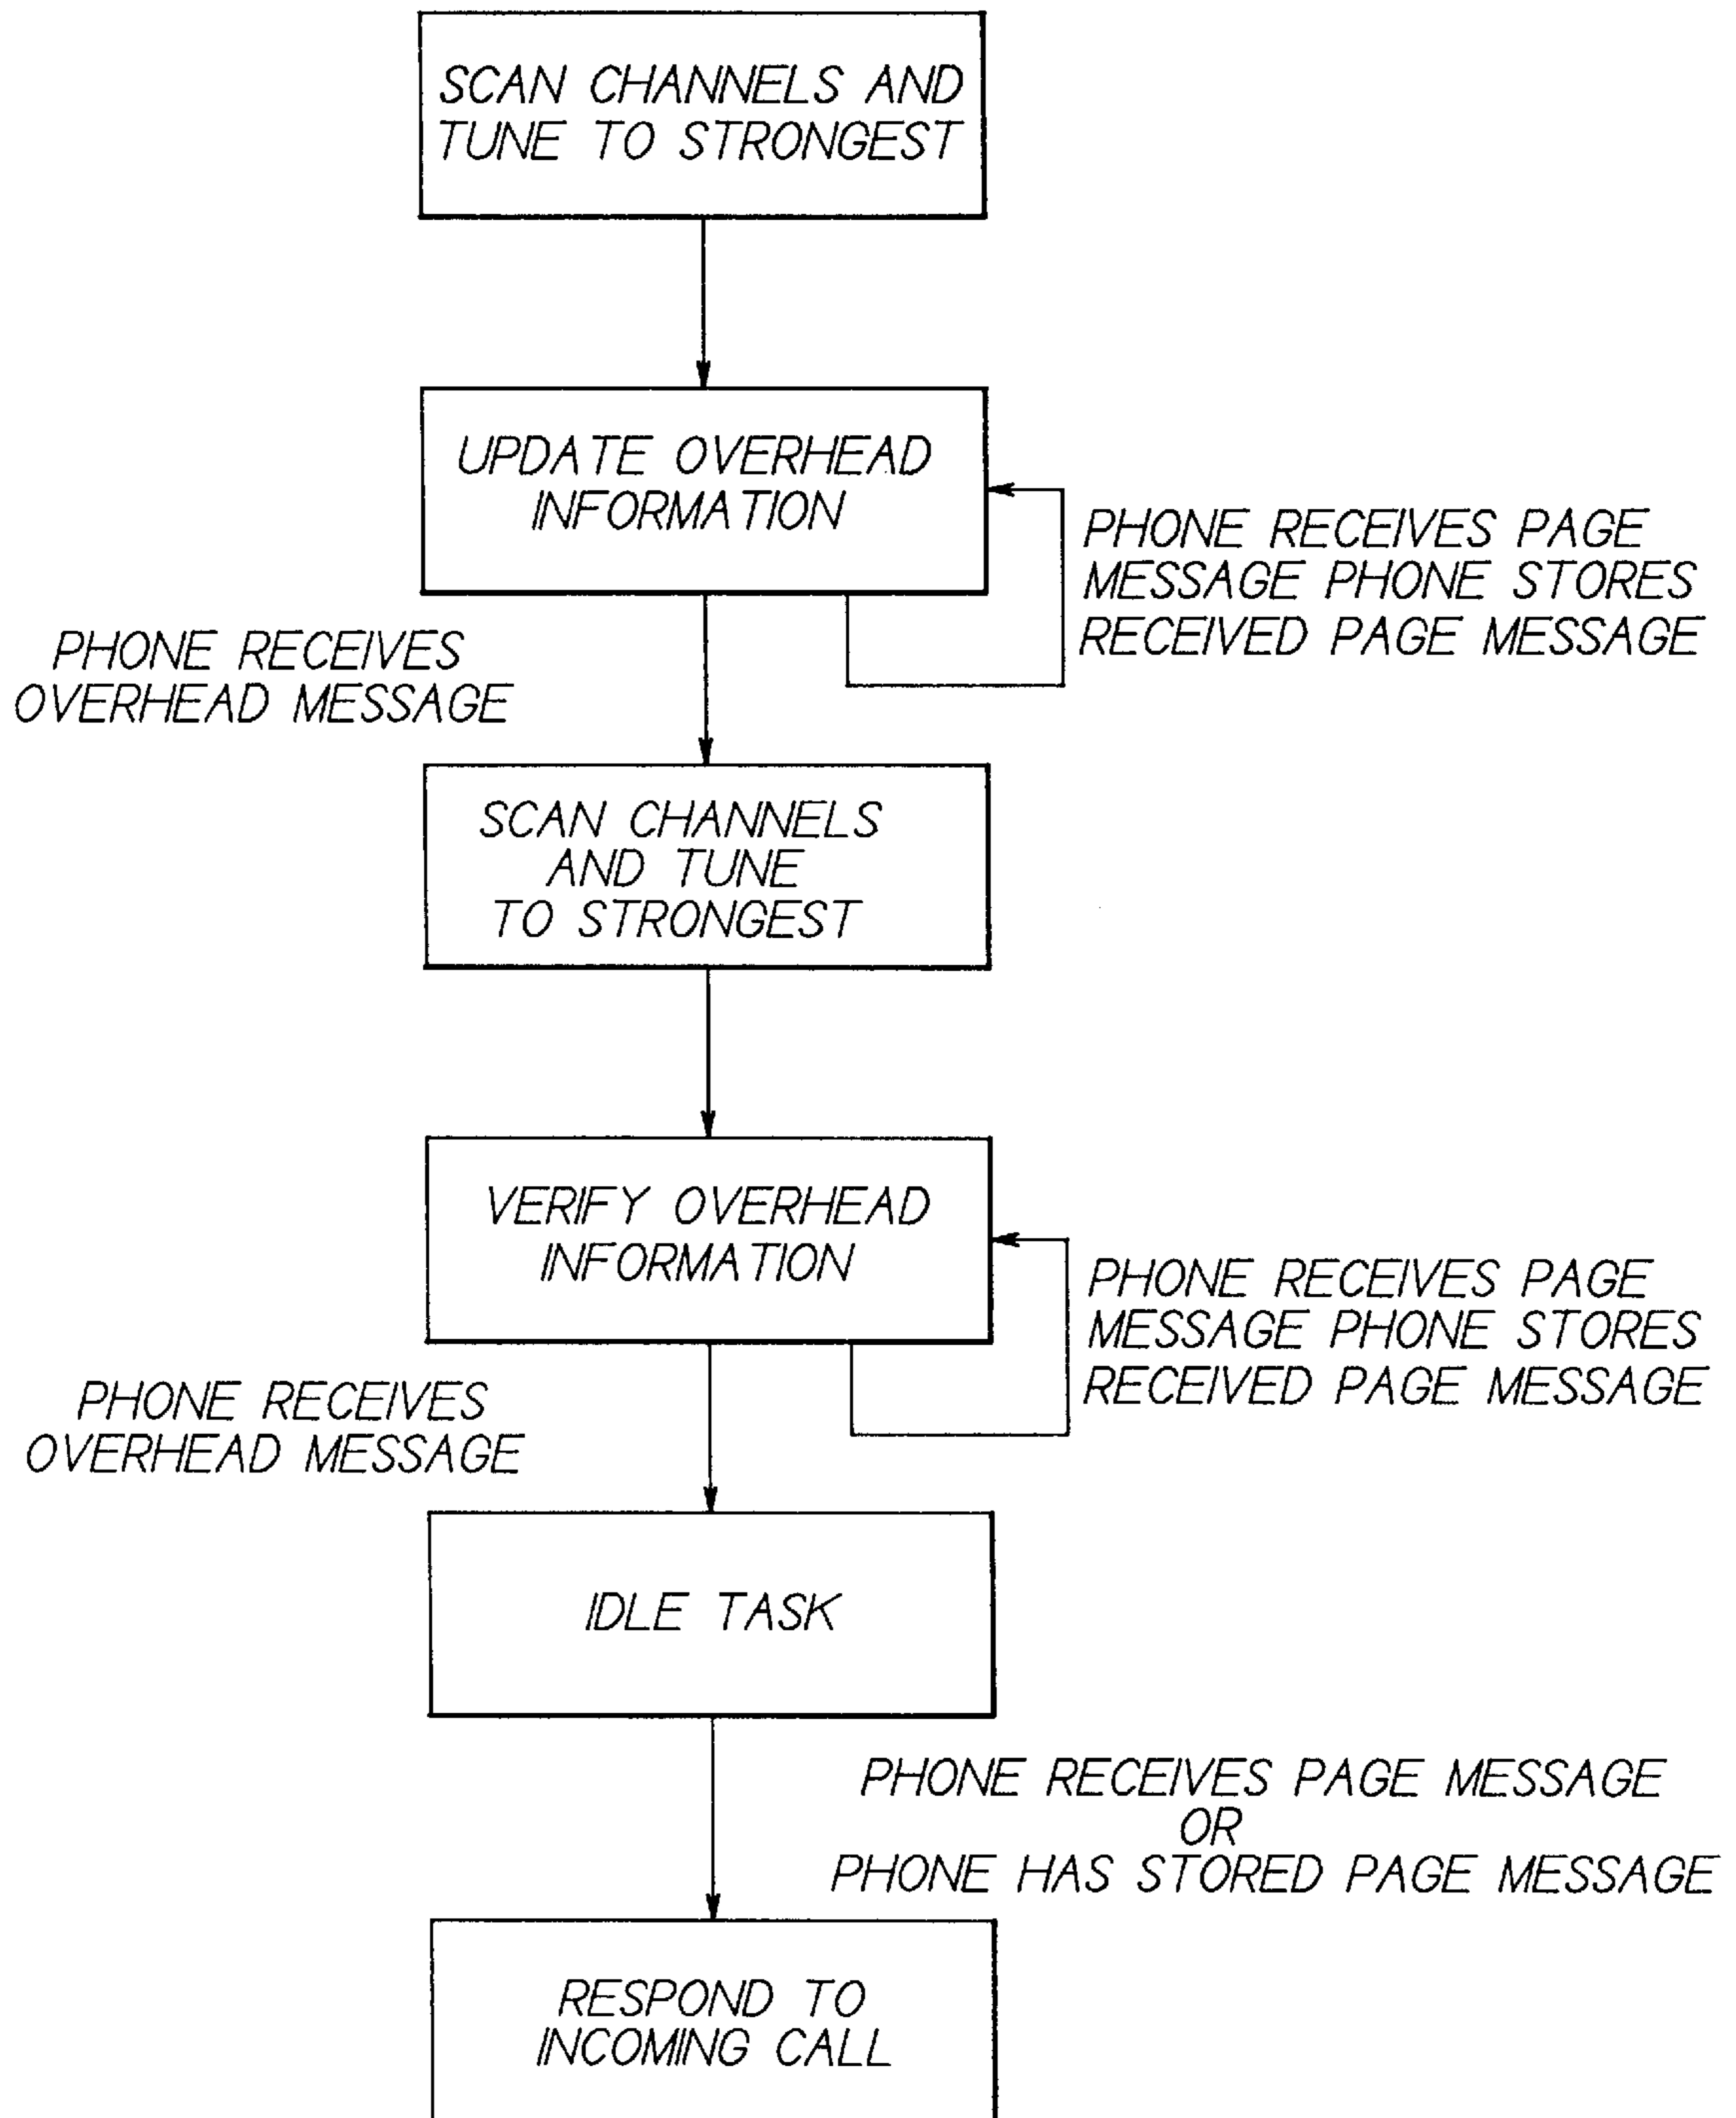 SCAN CHANNELS AND
TUNE TO STRONGEST
UPDATE OVERHEAD
INFORMATION
PHONE RECEIVES PAGE
MESSAGE PHONE STORES
RECEIVED PAGE MESSAGE
PHONE RECEIVES
OVERHEAD MESSAGE
SCAN CHANNELS
AND TUNE
TO STRONGEST
VERIFY OVERHEAD
INFORMATION
PHONE RECEIVES PAGE
MESSAGE PHONE STORES
RECEIVED PAGE MESSAGE
PHONE RECEIVES
OVERHEAD MESSAGE
IDLE TASK
PHONE RECEIVES PAGE MESSAGE
OR
PHONE HAS STORED PAGE MESSAGE
RESPOND TO
INCOMING CALL